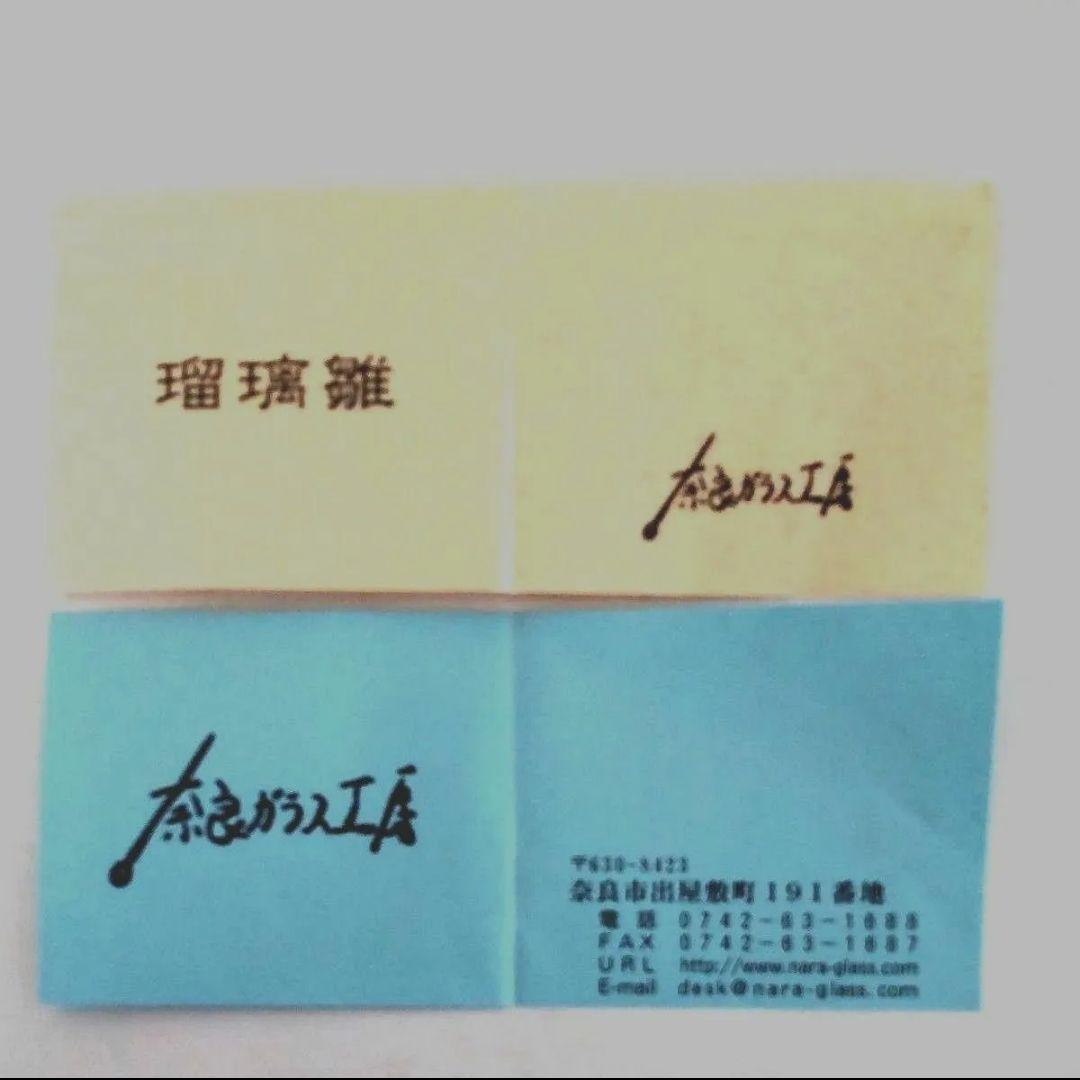 瑠璃雛
奈良ガラス工房
奈良ガラス工房
〒630-8423
奈良市出屋敷町191番地
電話 0742-63-1888
FAX 0742-63-1887
URL http://www.nara-glass.com
E-mail desk@nara-glass.com